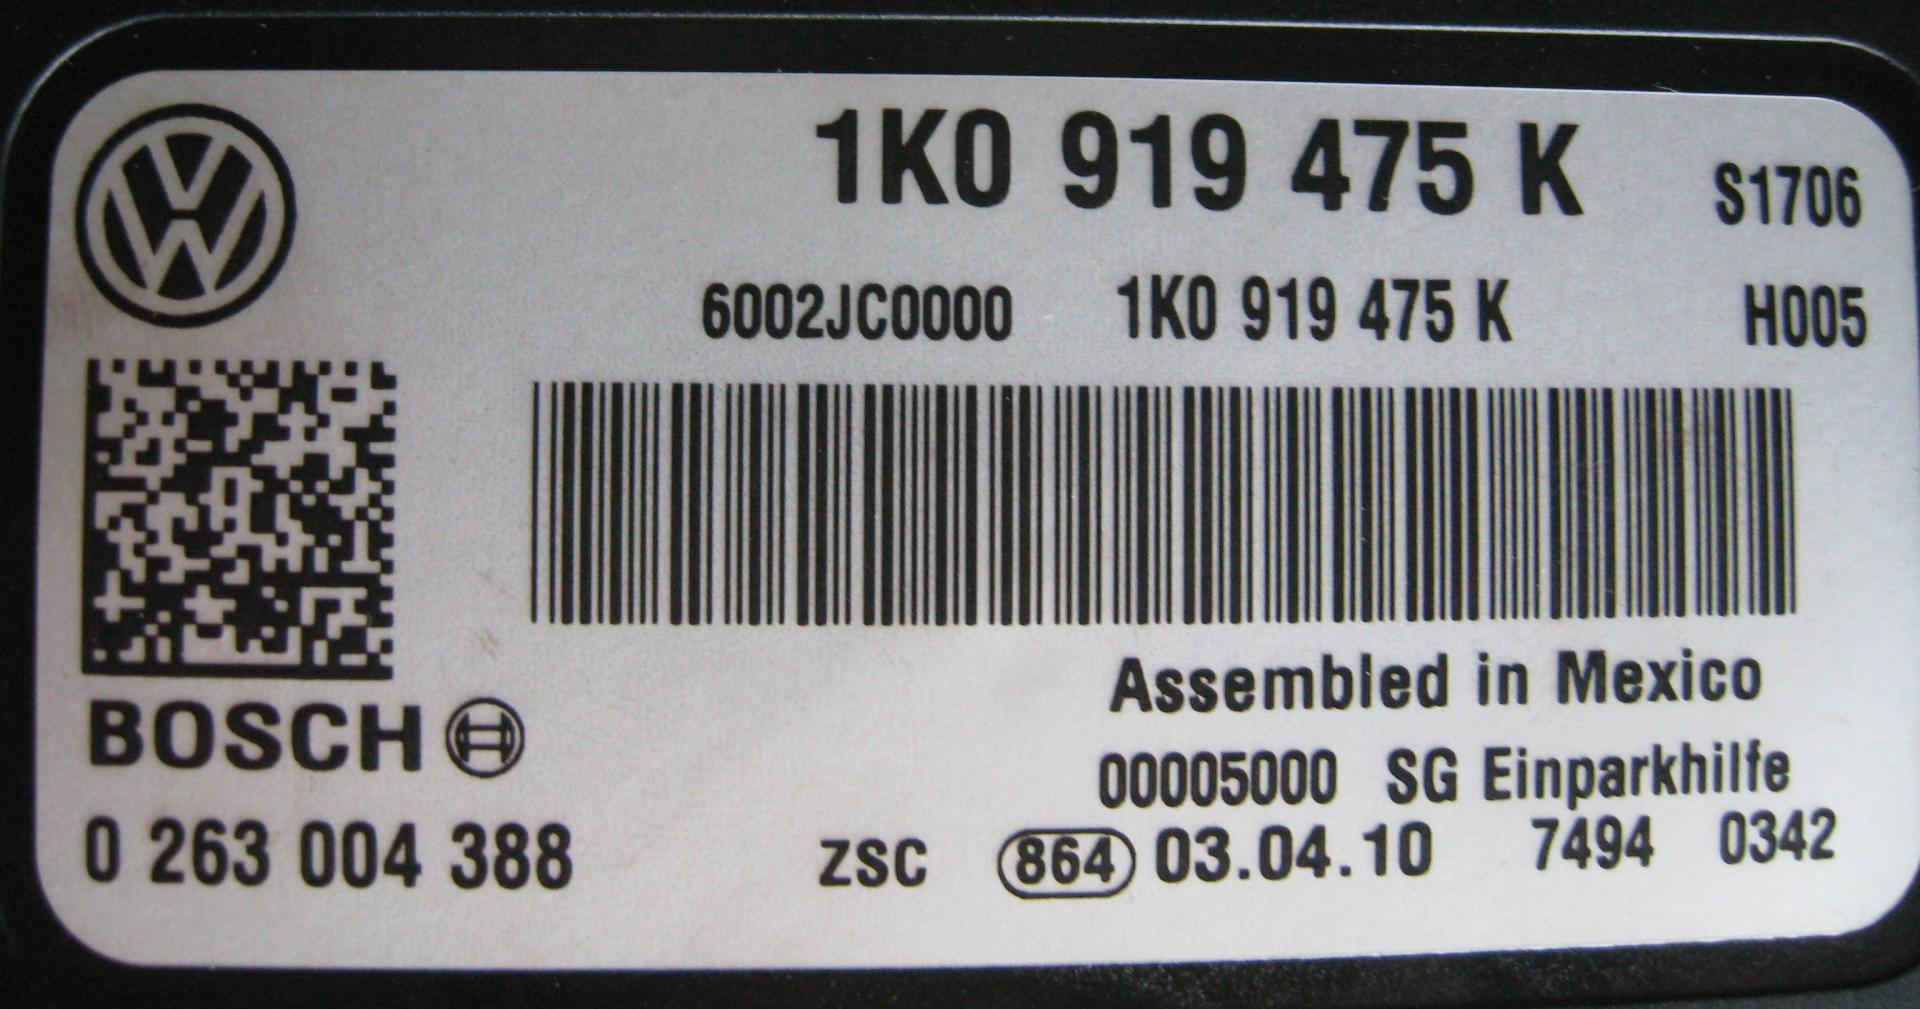 1K0 919 475 K S1706
6002JC0000 1K0 919 475 K H005
Assembled in Mexico
BOSCH
00005000 SG Einparkhilfe
0 263 004 388 ZSC 864 03.04.10 7494 0342